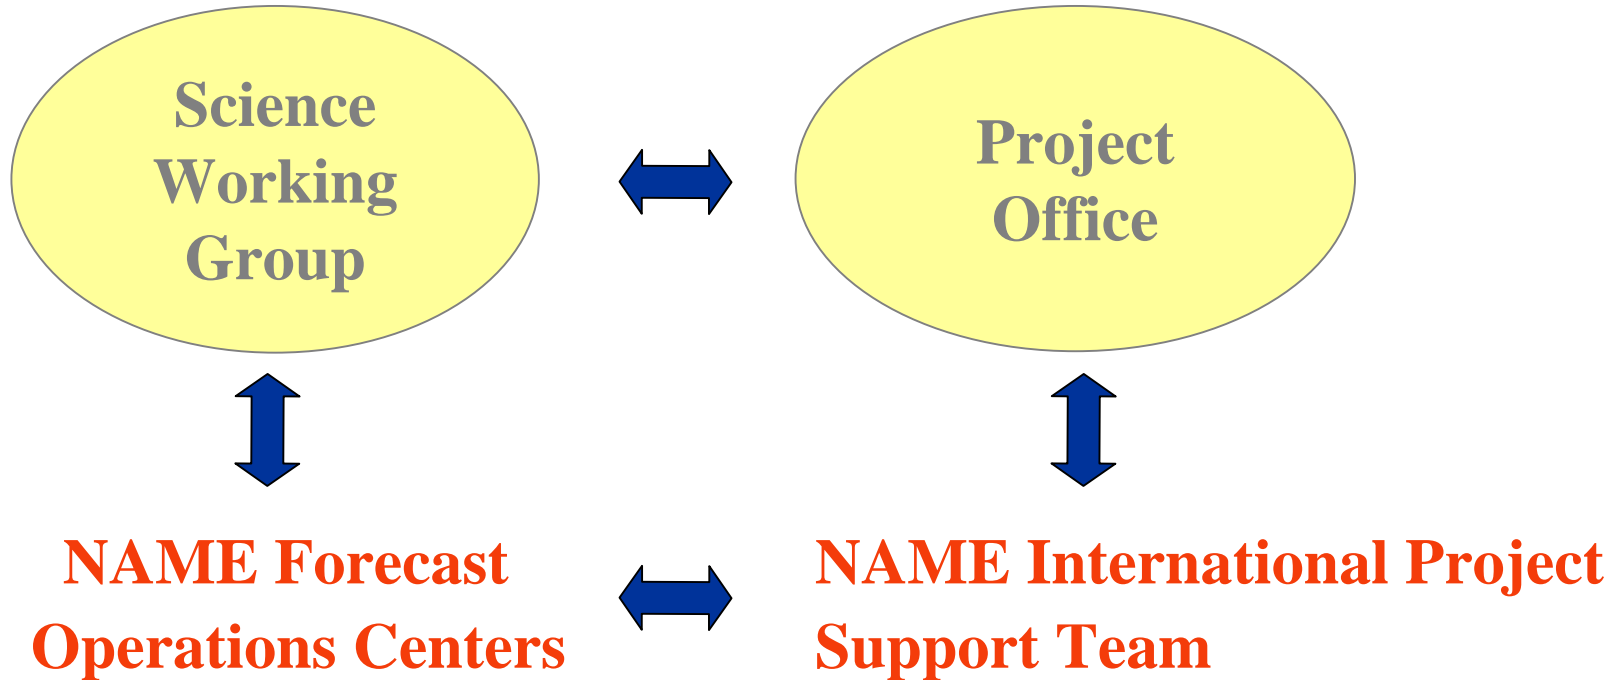 Science
Working
Group
Project
Office
NAME Forecast
Operations Centers
NAME International Project
Support Team